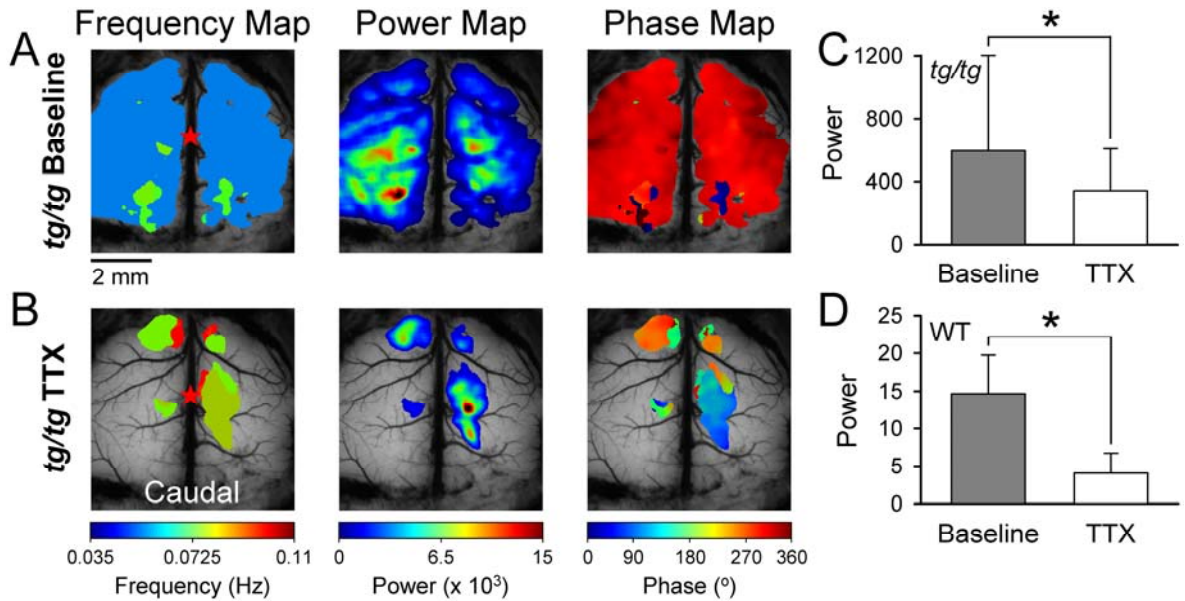 Frequency Map Power Map Phase Map
A
tg/tg Baseline
2 mm
B
tg/tg TTX
Caudal
0.035 0.0725 0.11
Frequency (Hz)
0 6.5 15
Power (x 10³)
0 90 180 270 360
Phase (º)
C
*
tg/tg
Power
1200
800
400
0
Baseline TTX
D
*
WT
Power
25
20
15
10
5
0
Baseline TTX